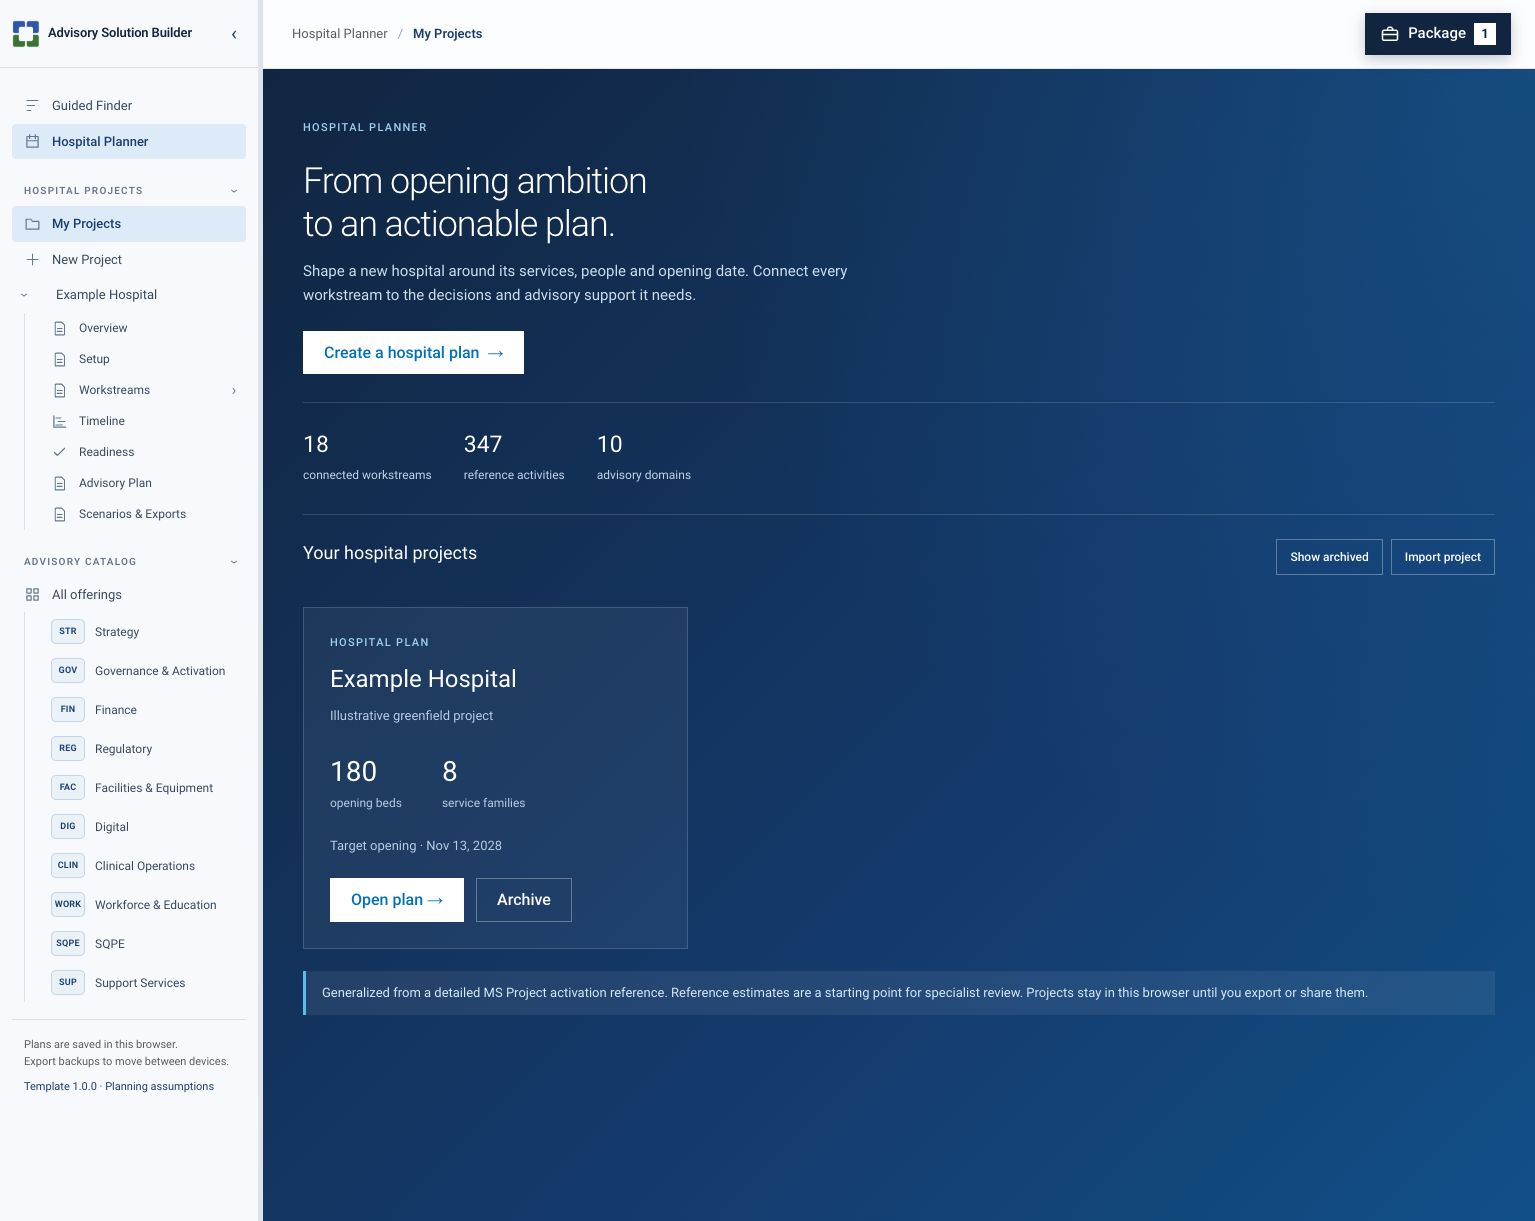 Advisory Solution Builder
Guided Finder
Hospital Planner
HOSPITAL PROJECTS
My Projects
New Project
Example Hospital
Overview
Setup
Workstreams
Timeline
Readiness
Advisory Plan
Scenarios & Exports
ADVISORY CATALOG
All offerings
STR Strategy
GOV Governance & Activation
FIN Finance
REG Regulatory
FAC Facilities & Equipment
DIG Digital
CLIN Clinical Operations
WORK Workforce & Education
SQPE SQPE
SUP Support Services
Plans are saved in this browser.
Export backups to move between devices.
Template 1.0.0 · Planning assumptions
Hospital Planner / My Projects
Package 1
HOSPITAL PLANNER
From opening ambition
to an actionable plan.
Shape a new hospital around its services, people and opening date. Connect every
workstream to the decisions and advisory support it needs.
Create a hospital plan →
18 347 10
connected workstreams reference activities advisory domains
Your hospital projects
Show archived Import project
HOSPITAL PLAN
Example Hospital
Illustrative greenfield project
180 8
opening beds service families
Target opening · Nov 13, 2028
Open plan → Archive
Generalized from a detailed MS Project activation reference. Reference estimates are a starting point for specialist review. Projects stay in this browser until you export or share them.